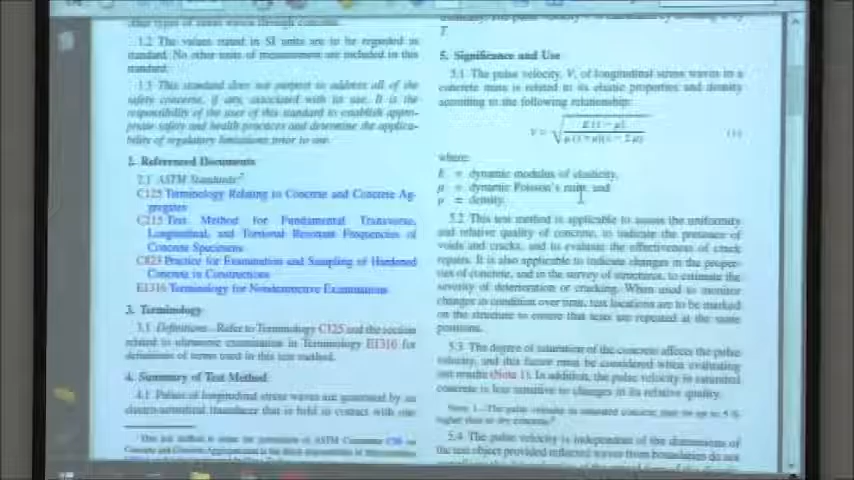 other types of stress waves through concrete.
1.2 The values stated in SI units are to be regarded as
standard. No other units of measurement are included in this
standard.
1.3 This standard does not purport to address all of the
safety concerns, if any, associated with its use. It is the
responsibility of the user of this standard to establish appro-
priate safety and health practices and determine the applica-
bility of regulatory limitations prior to use.
2. Referenced Documents
2.1 ASTM Standards:2
C125 Terminology Relating to Concrete and Concrete Ag-
gregates
C215 Test Method for Fundamental Transverse,
Longitudinal, and Torsional Resonant Frequencies of
Concrete Specimens
C823 Practice for Examination and Sampling of Hardened
Concrete in Constructions
E1316 Terminology for Nondestructive Examinations
3. Terminology
3.1 Definitions—Refer to Terminology C125 and the section
related to ultrasonic examination in Terminology E1316 for
definitions of terms used in this test method.
4. Summary of Test Method
4.1 Pulses of longitudinal stress waves are generated by an
electro-acoustical transducer that is held in contact with one
T.
5. Significance and Use
5.1 The pulse velocity, V, of longitudinal stress waves in a
concrete mass is related to its elastic properties and density
according to the following relationship:
(1)
where:
E = dynamic modulus of elasticity,
μ = dynamic Poisson's ratio, and
= density.
5.2 This test method is applicable to assess the uniformity
and relative quality of concrete, to indicate the presence of
voids and cracks, and to evaluate the effectiveness of crack
repairs. It is also applicable to indicate changes in the proper-
ties of concrete, and in the survey of structures, to estimate the
severity of deterioration or cracking. When used to monitor
changes in condition over time, test locations are to be marked
on the structure to ensure that tests are repeated at the same
positions.
5.3 The degree of saturation of the concrete affects the pulse
velocity, and this factor must be considered when evaluating
test results (Note 1). In addition, the pulse velocity in saturated
concrete is less sensitive to changes in its relative quality.
5.4 The pulse velocity is independent of the dimensions of
the test object provided reflected waves from boundaries do not